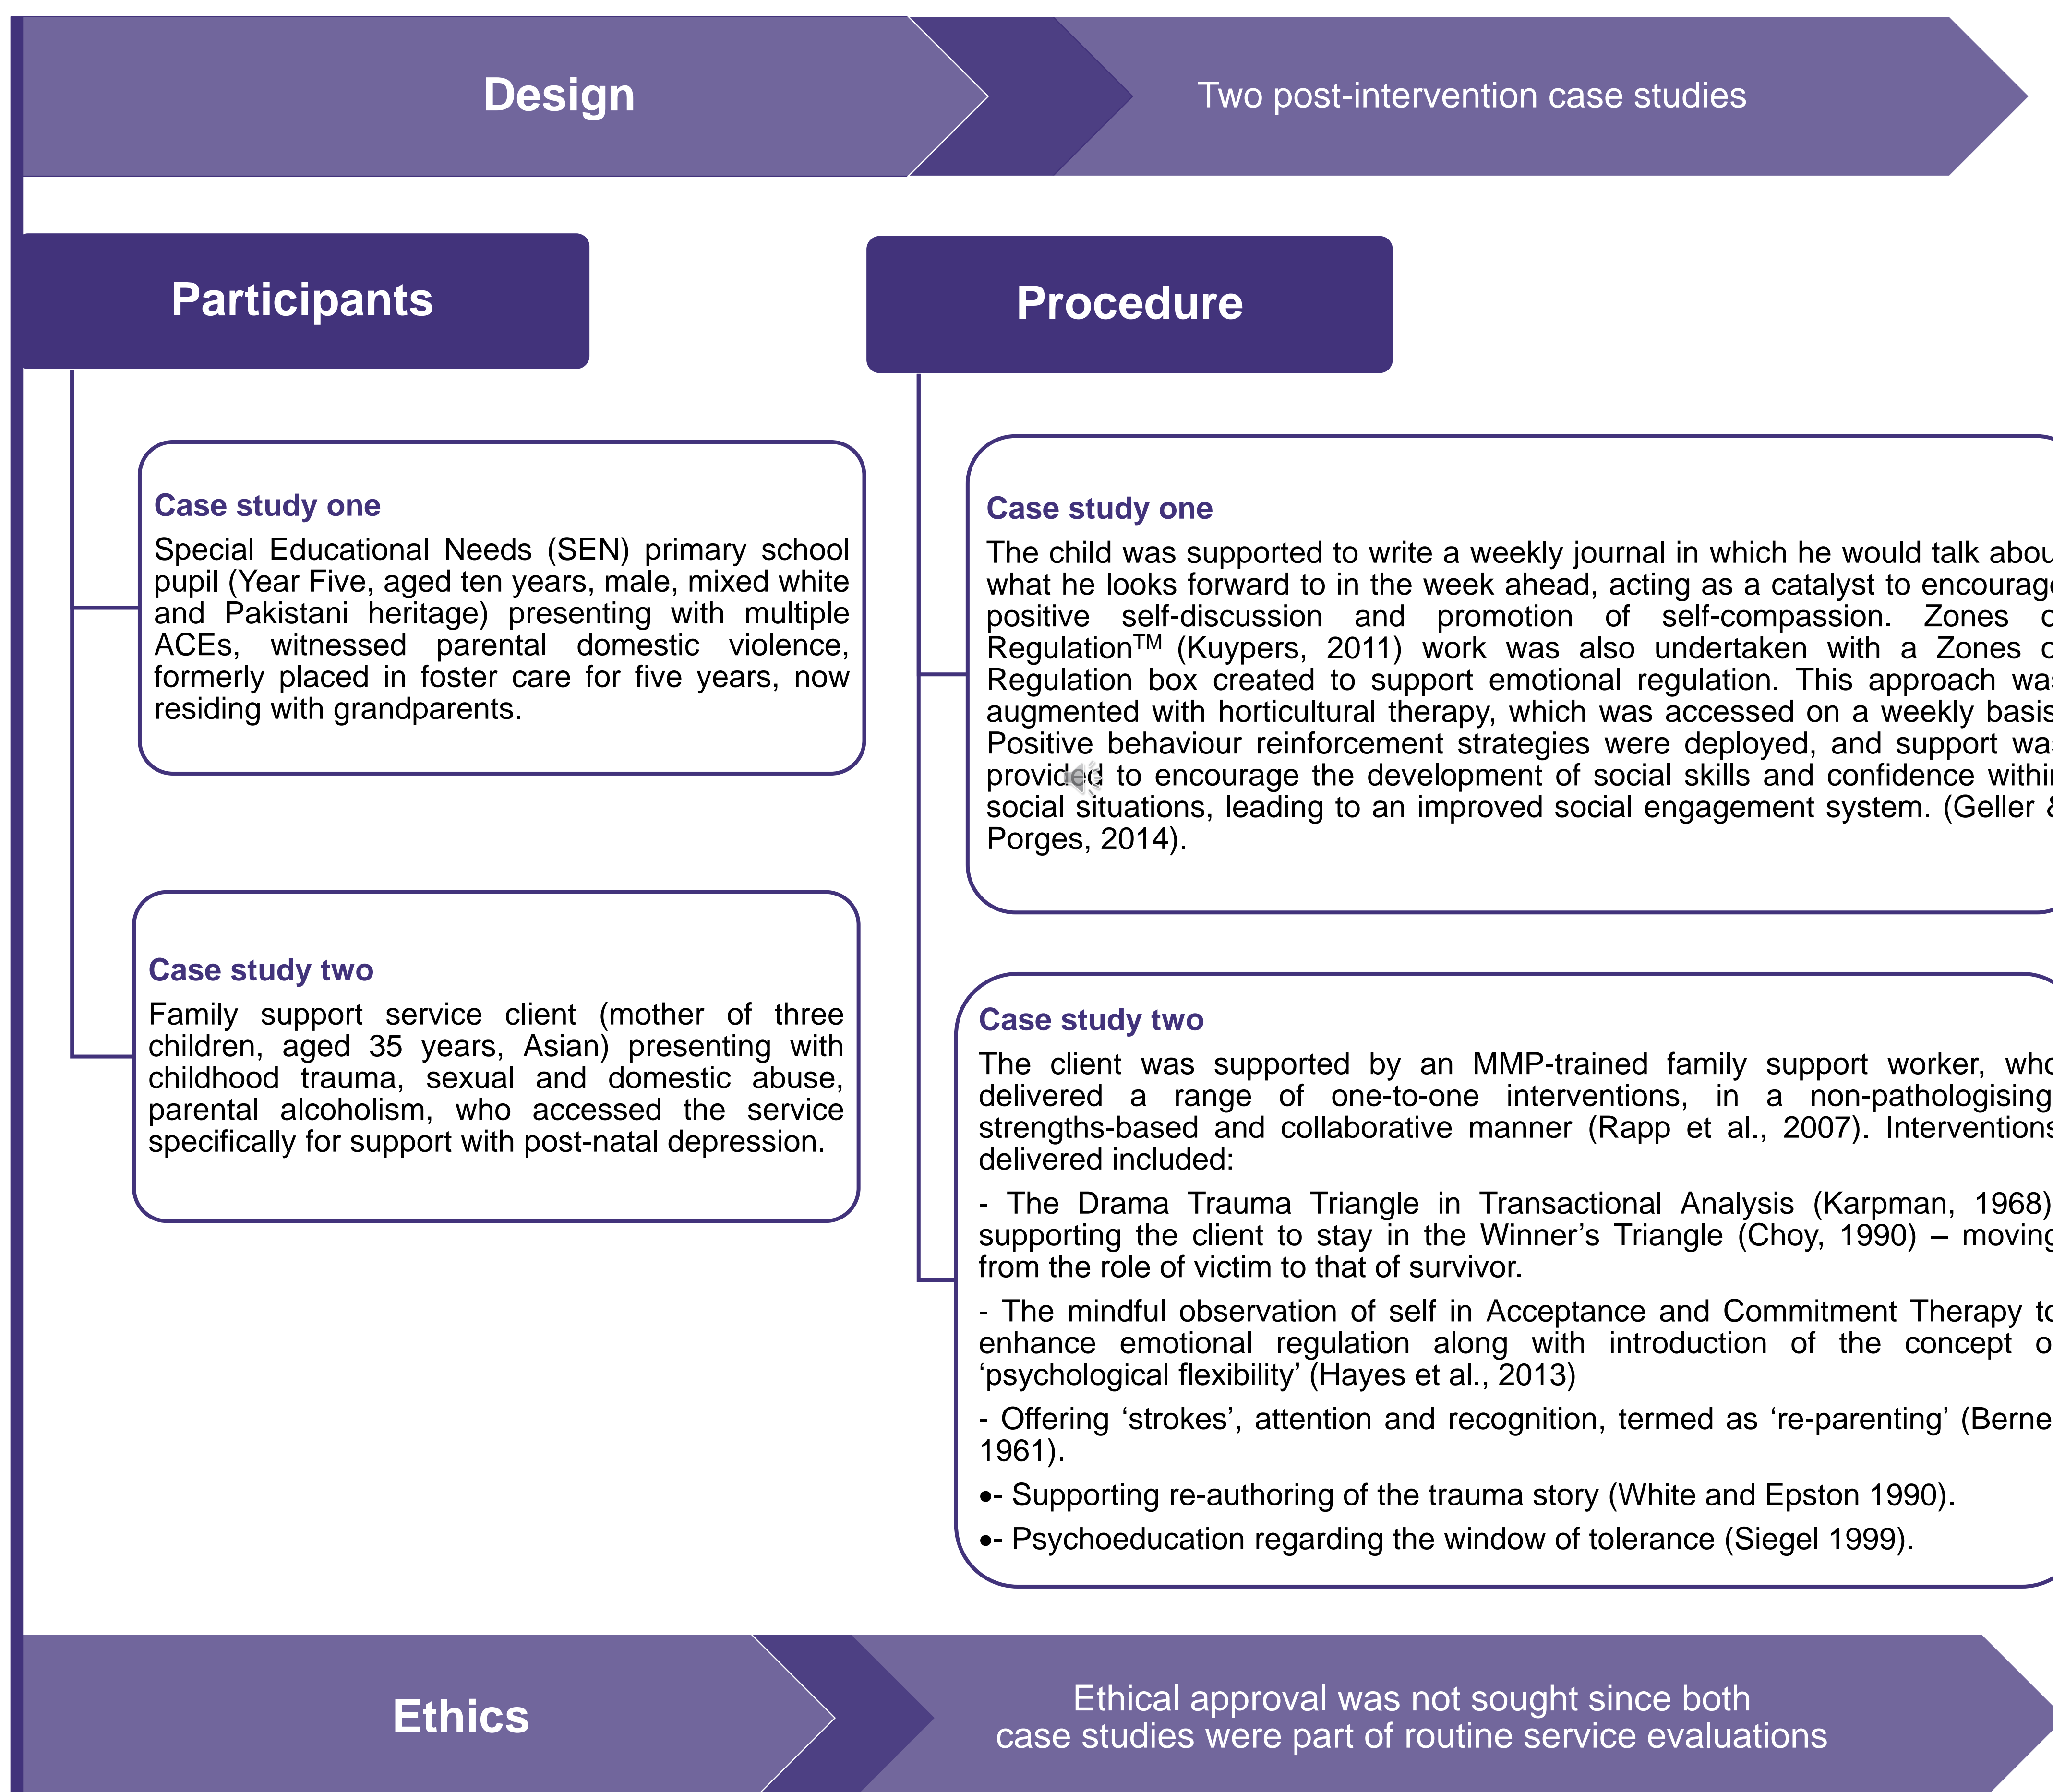 Design
Two post-intervention case studies
Participants
Case study one
Special Educational Needs (SEN) primary school
pupil (Year Five, aged ten years, male, mixed white
and Pakistani heritage) presenting with multiple
ACEs, witnessed parental domestic violence,
formerly placed in foster care for five years, now
residing with grandparents.
Case study two
Family support service client (mother of three
children, aged 35 years, Asian) presenting with
childhood trauma, sexual and domestic abuse,
parental alcoholism, who accessed the service
specifically for support with post-natal depression.
Procedure
Case study one
The child was supported to write a weekly journal in which he would talk abou
what he looks forward to in the week ahead, acting as a catalyst to encourage
positive self-discussion and promotion of self-compassion. Zones o
Regulation™ (Kuypers, 2011) work was also undertaken with a Zones o
Regulation box created to support emotional regulation. This approach was
augmented with horticultural therapy, which was accessed on a weekly basis
Positive behaviour reinforcement strategies were deployed, and support was
provided to encourage the development of social skills and confidence within
social situations, leading to an improved social engagement system. (Geller &
Porges, 2014).
Case study two
The client was supported by an MMP-trained family support worker, who
delivered a range of one-to-one interventions, in a non-pathologising
strengths-based and collaborative manner (Rapp et al., 2007). Interventions
delivered included:
- The Drama Trauma Triangle in Transactional Analysis (Karpman, 1968)
supporting the client to stay in the Winner’s Triangle (Choy, 1990) – moving
from the role of victim to that of survivor.
- The mindful observation of self in Acceptance and Commitment Therapy to
enhance emotional regulation along with introduction of the concept of
‘psychological flexibility’ (Hayes et al., 2013)
- Offering ‘strokes’, attention and recognition, termed as ‘re-parenting’ (Berne
1961).
•- Supporting re-authoring of the trauma story (White and Epston 1990).
•- Psychoeducation regarding the window of tolerance (Siegel 1999).
Ethics
Ethical approval was not sought since both
case studies were part of routine service evaluations